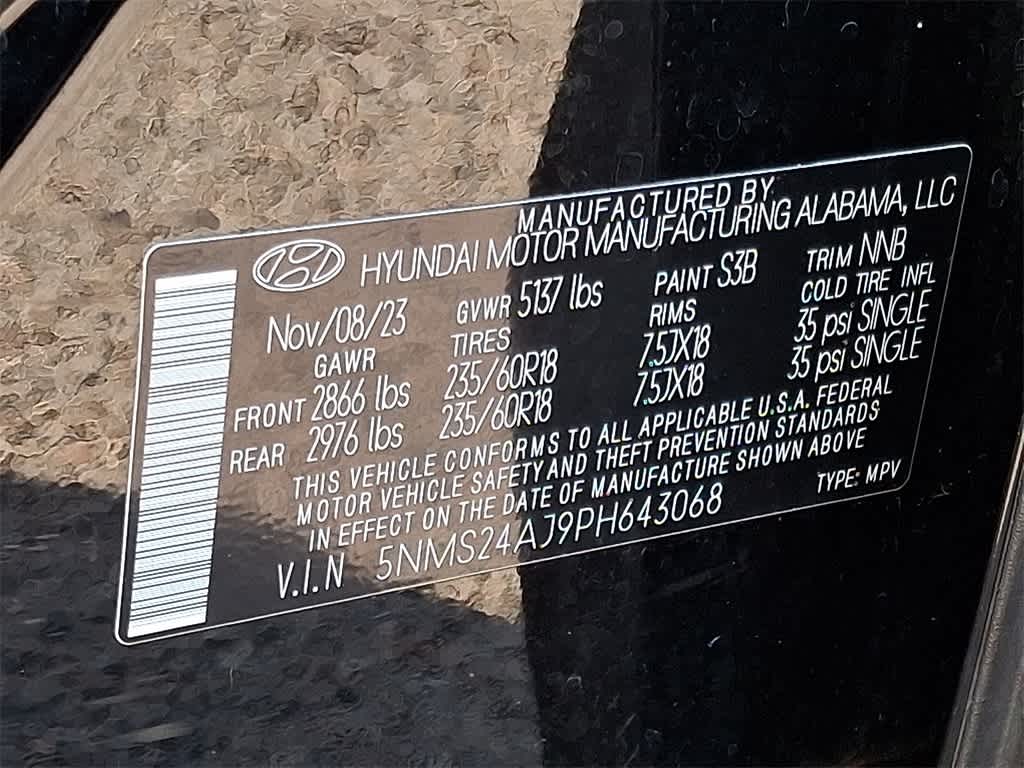 MANUFACTURED BY
HYUNDAI MOTOR MANUFACTURING ALABAMA, LLC
Nov/08/23 GVWR 5137 lbs PAINT S3B TRIM NNB
GAWR TIRES RIMS COLD TIRE INFL
FRONT 2866 lbs 235/60R18 7.5JX18 35 psi SINGLE
REAR 2976 lbs 235/60R18 7.5JX18 35 psi SINGLE
THIS VEHICLE CONFORMS TO ALL APPLICABLE U.S.A. FEDERAL
MOTOR VEHICLE SAFETY AND THEFT PREVENTION STANDARDS
IN EFFECT ON THE DATE OF MANUFACTURE SHOWN ABOVE
V.I.N 5NMS24AJ9PH643068 TYPE: MPV